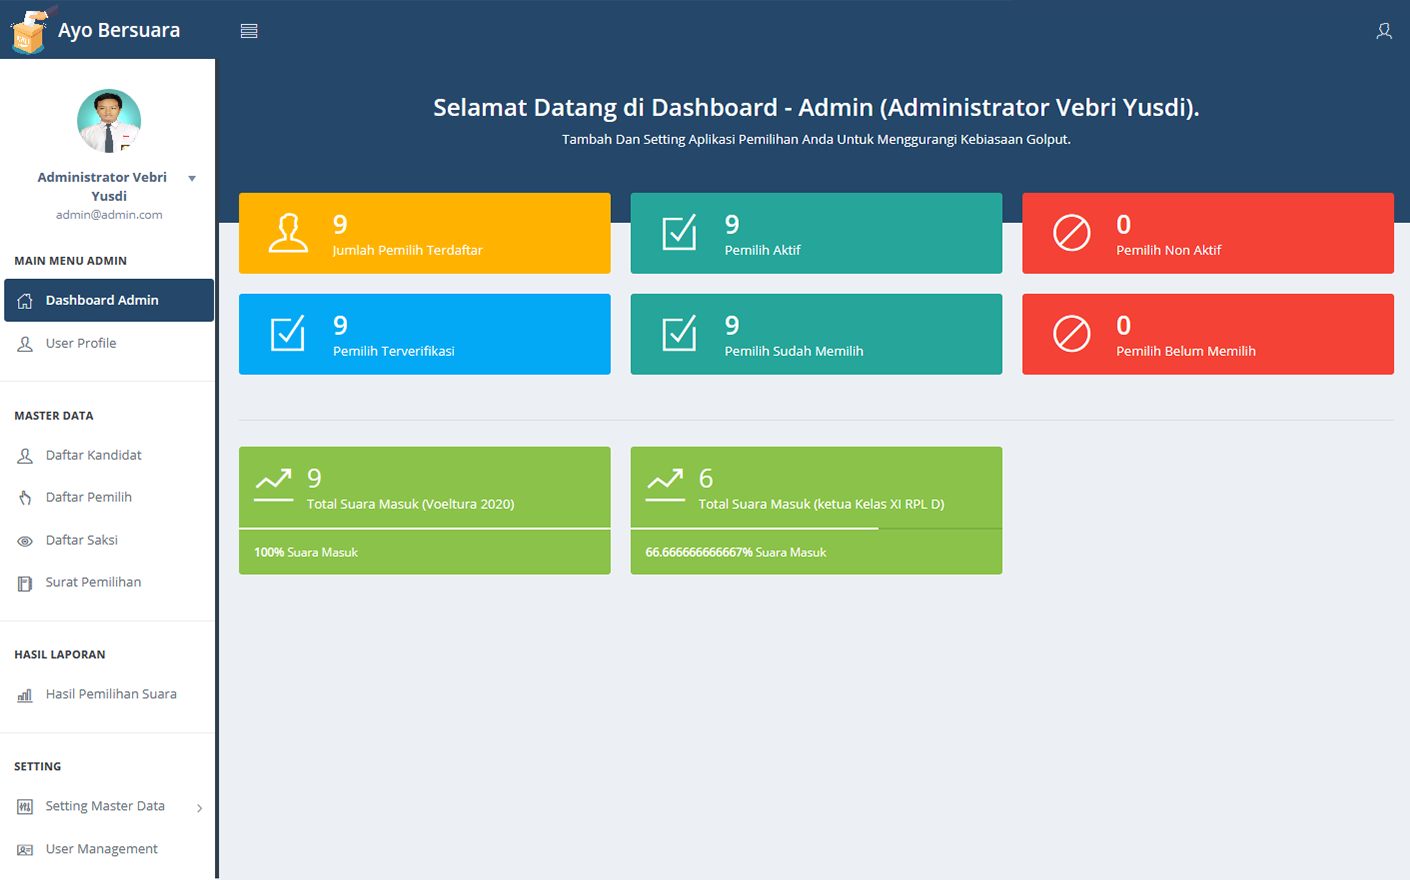 Ayo Bersuara
Administrator Vebri
Yusdi
admin@admin.com
MAIN MENU ADMIN
Dashboard Admin
User Profile
MASTER DATA
Daftar Kandidat
Daftar Pemilih
Daftar Saksi
Surat Pemilihan
HASIL LAPORAN
Hasil Pemilihan Suara
SETTING
Setting Master Data
User Management
Selamat Datang di Dashboard - Admin (Administrator Vebri Yusdi).
Tambah Dan Setting Aplikasi Pemilihan Anda Untuk Menggurangi Kebiasaan Golput.
9
Jumlah Pemilih Terdaftar
9
Pemilih Aktif
0
Pemilih Non Aktif
9
Pemilih Terverifikasi
9
Pemilih Sudah Memilih
0
Pemilih Belum Memilih
9
Total Suara Masuk (Voeltura 2020)
100% Suara Masuk
6
Total Suara Masuk (ketua Kelas XI RPL D)
66.666666666667% Suara Masuk